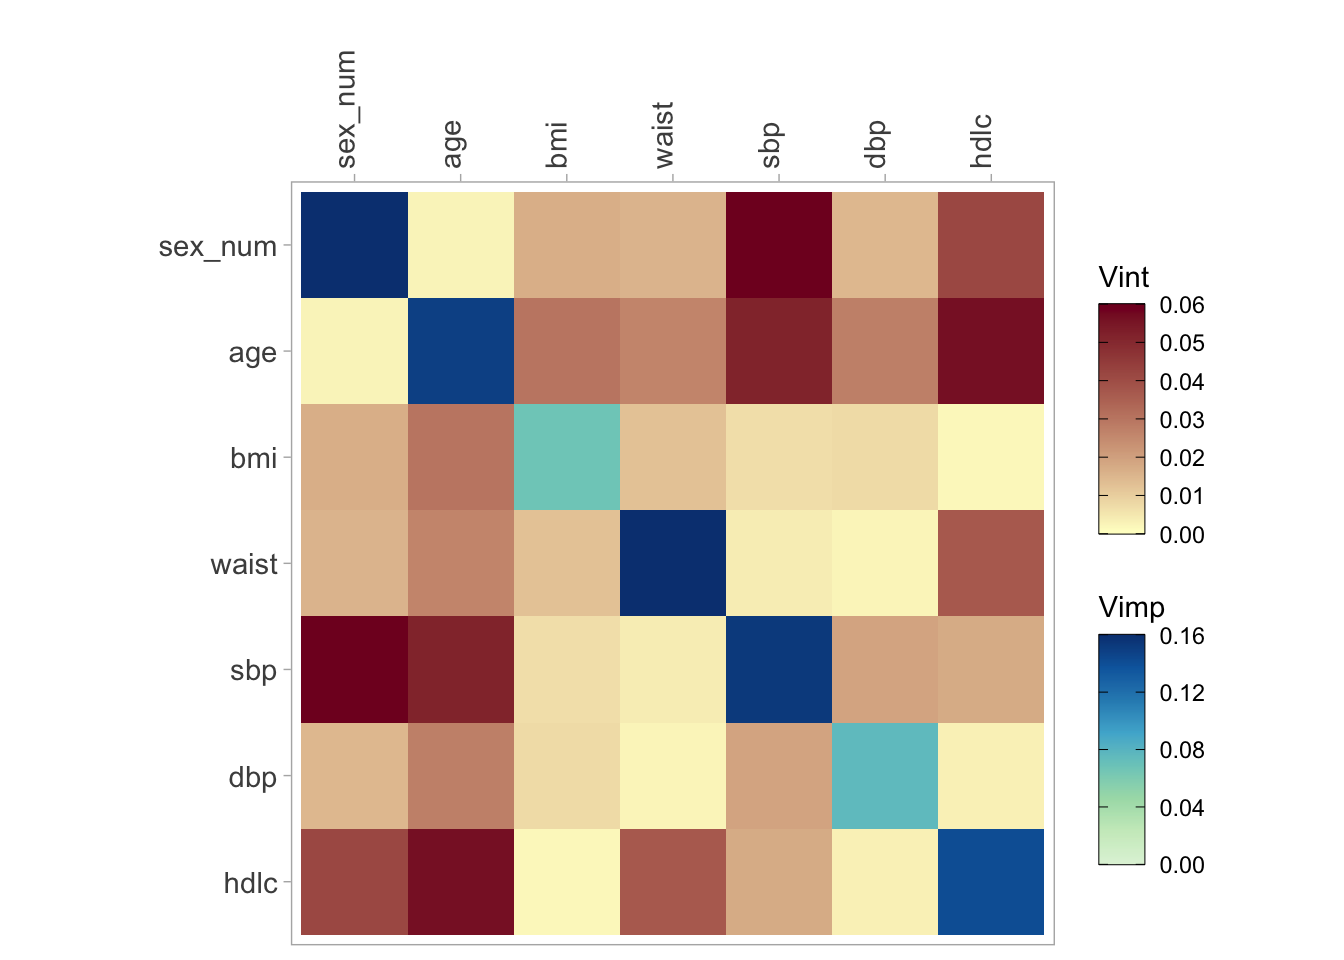 sex_num age bmi waist sbp dbp hdlc
sex_num
age
bmi
waist
sbp
dbp
hdlc
Vint
0.06
0.05
0.04
0.03
0.02
0.01
0.00
Vimp
0.16
0.12
0.08
0.04
0.00